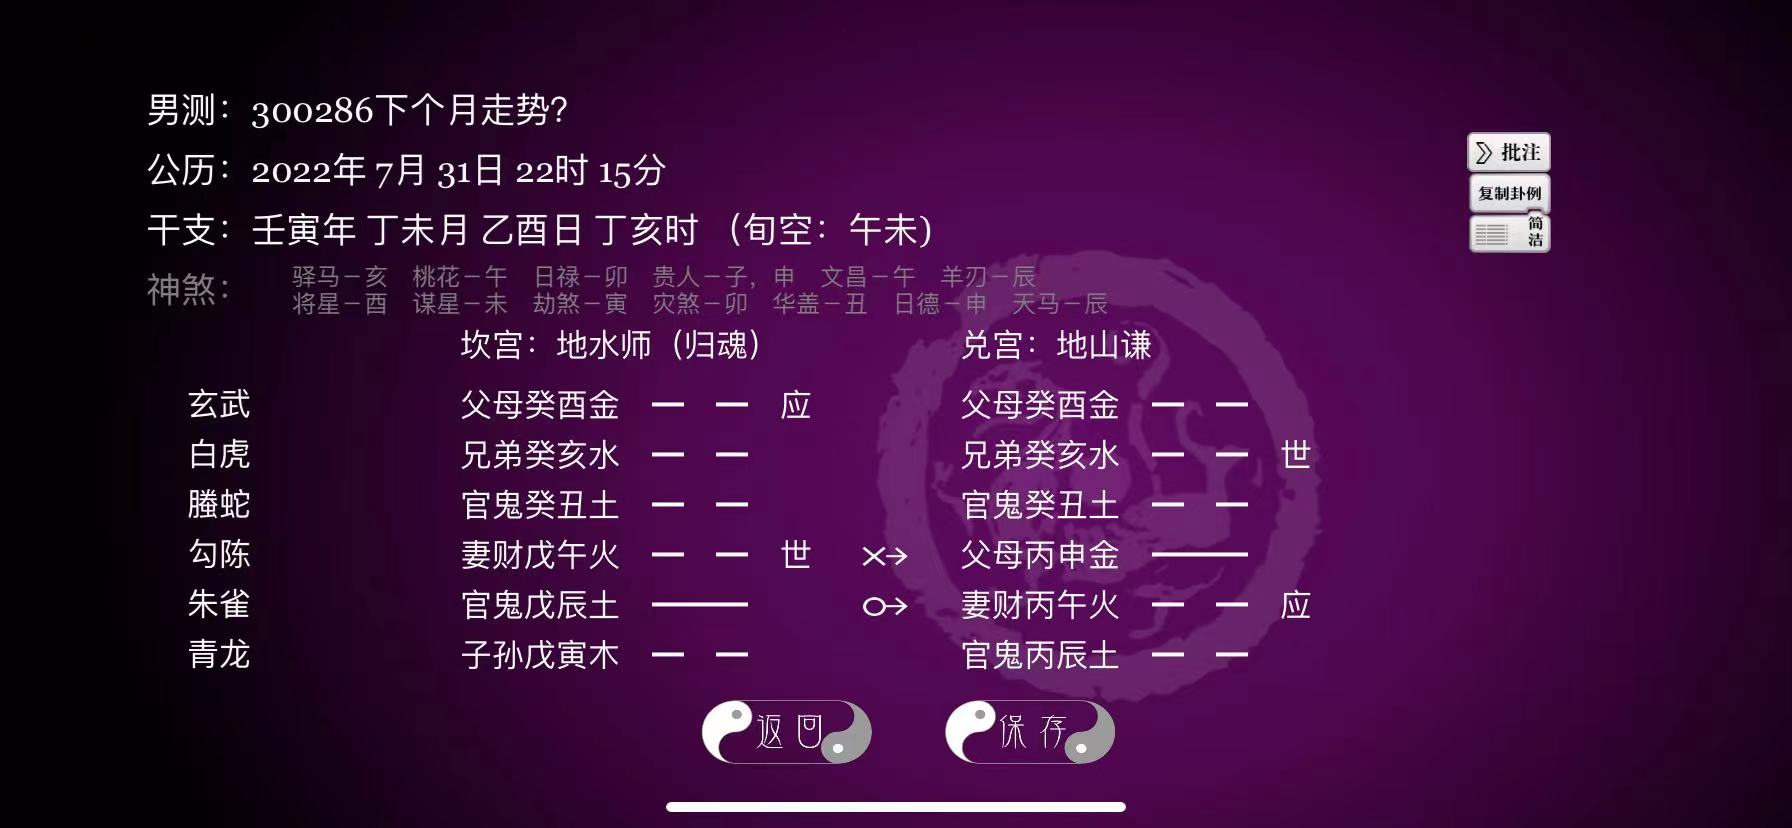 男测：300286下个月走势？
公历：2022年 7月 31日 22时 15分
干支：壬寅年 丁未月 乙酉日 丁亥时 （旬空：午未）
神煞： 驿马－亥 桃花－午 日禄－卯 贵人－子，申 文昌－午 羊刃－辰
将星－酉 谋星－未 劫煞－寅 灾煞－卯 华盖－丑 日德－申 天马－辰
批注
复制卦例
简洁
坎宫：地水师（归魂） 兑宫：地山谦
玄武 父母癸酉金 应 父母癸酉金
白虎 兄弟癸亥水 兄弟癸亥水 世
螣蛇 官鬼癸丑土 官鬼癸丑土
勾陈 妻财戊午火 世 ×→ 父母丙申金
朱雀 官鬼戊辰土 ○→ 妻财丙午火 应
青龙 子孙戊寅木 官鬼丙辰土
返回 保存